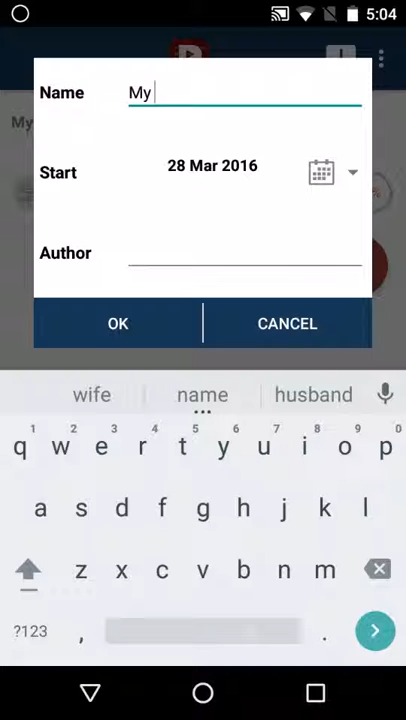 5:04
My
Name My
Start 28 Mar 2016
Author
OK CANCEL
wife name husband
1 2 3 4 5 6 7 8 9 0
q w e r t y u i o p
a s d f g h j k l
z x c v b n m
?123 , .